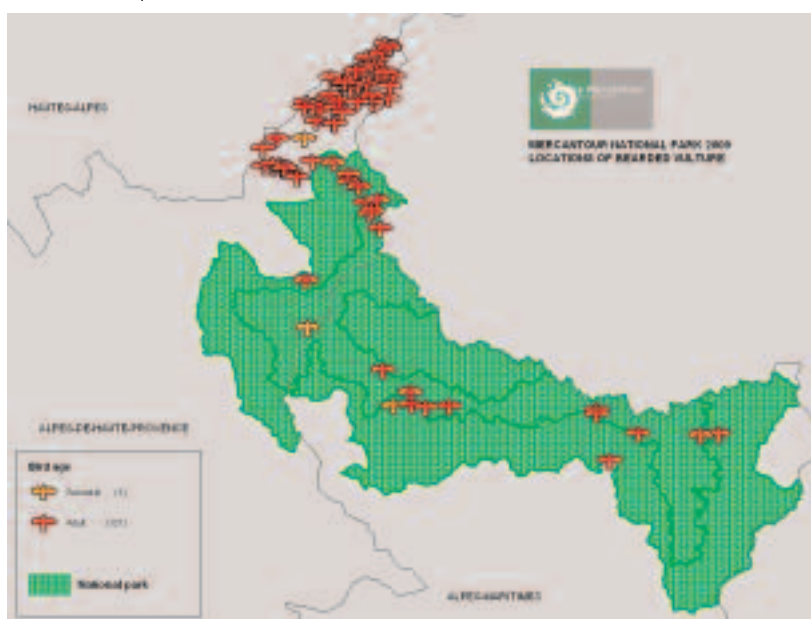 HAUTES-ALPES
MERCANTOUR NATIONAL PARK 2009
LOCATIONS OF BEARDED VULTURE
ALPES-DE-HAUTE-PROVENCE
Bird age
Adult
National park
ALPES-MARITIMES